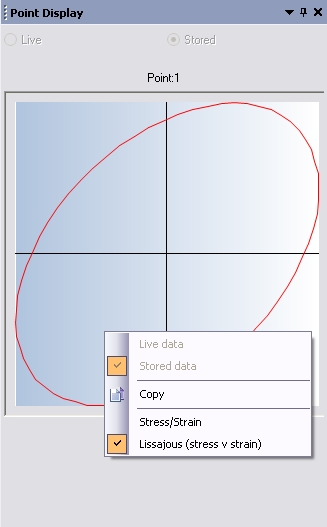 Point Display
Live
Stored
Point:1
Live data
Stored data
Copy
Stress/Strain
Lissajous (stress v strain)